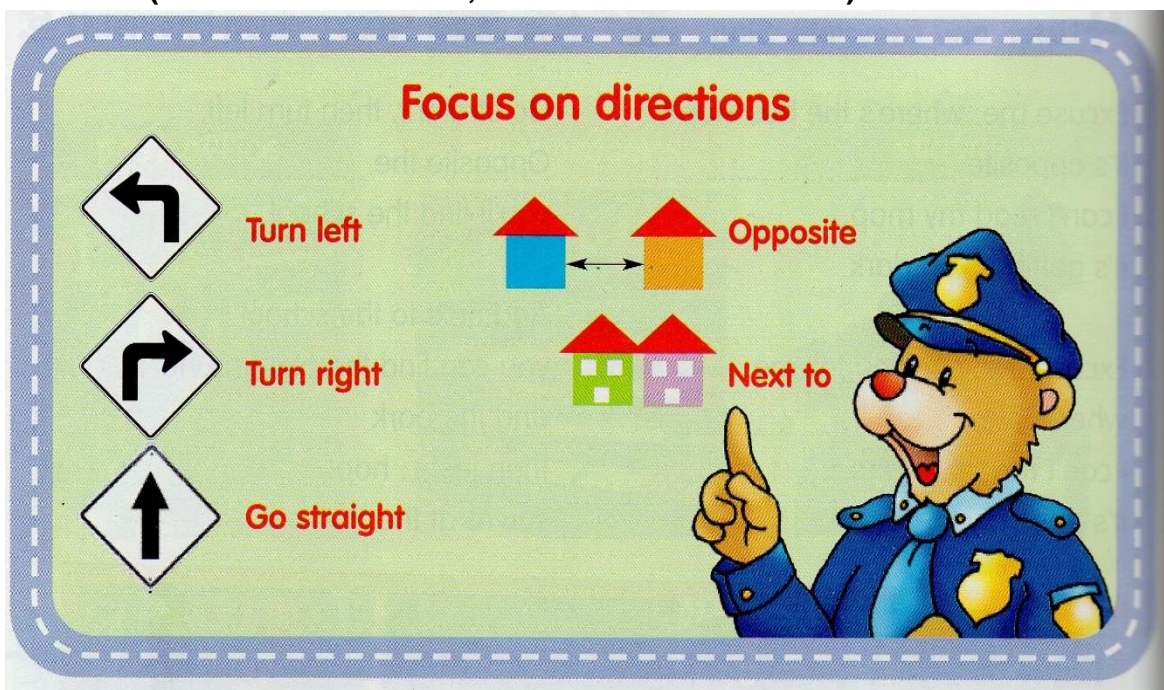 Focus on directions
Turn left
Opposite
Turn right
Next to
Go straight